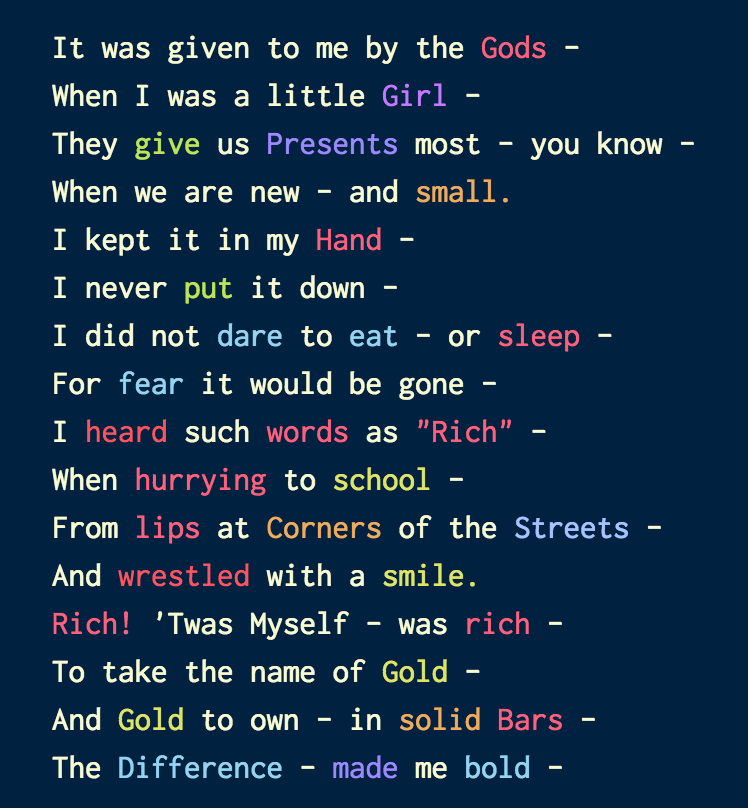 It was given to me by the Gods –
When I was a little Girl –
They give us Presents most – you know –
When we are new – and small.
I kept it in my Hand –
I never put it down –
I did not dare to eat – or sleep –
For fear it would be gone –
I heard such words as "Rich" –
When hurrying to school –
From lips at Corners of the Streets –
And wrestled with a smile.
Rich! 'Twas Myself – was rich –
To take the name of Gold –
And Gold to own – in solid Bars –
The Difference – made me bold –